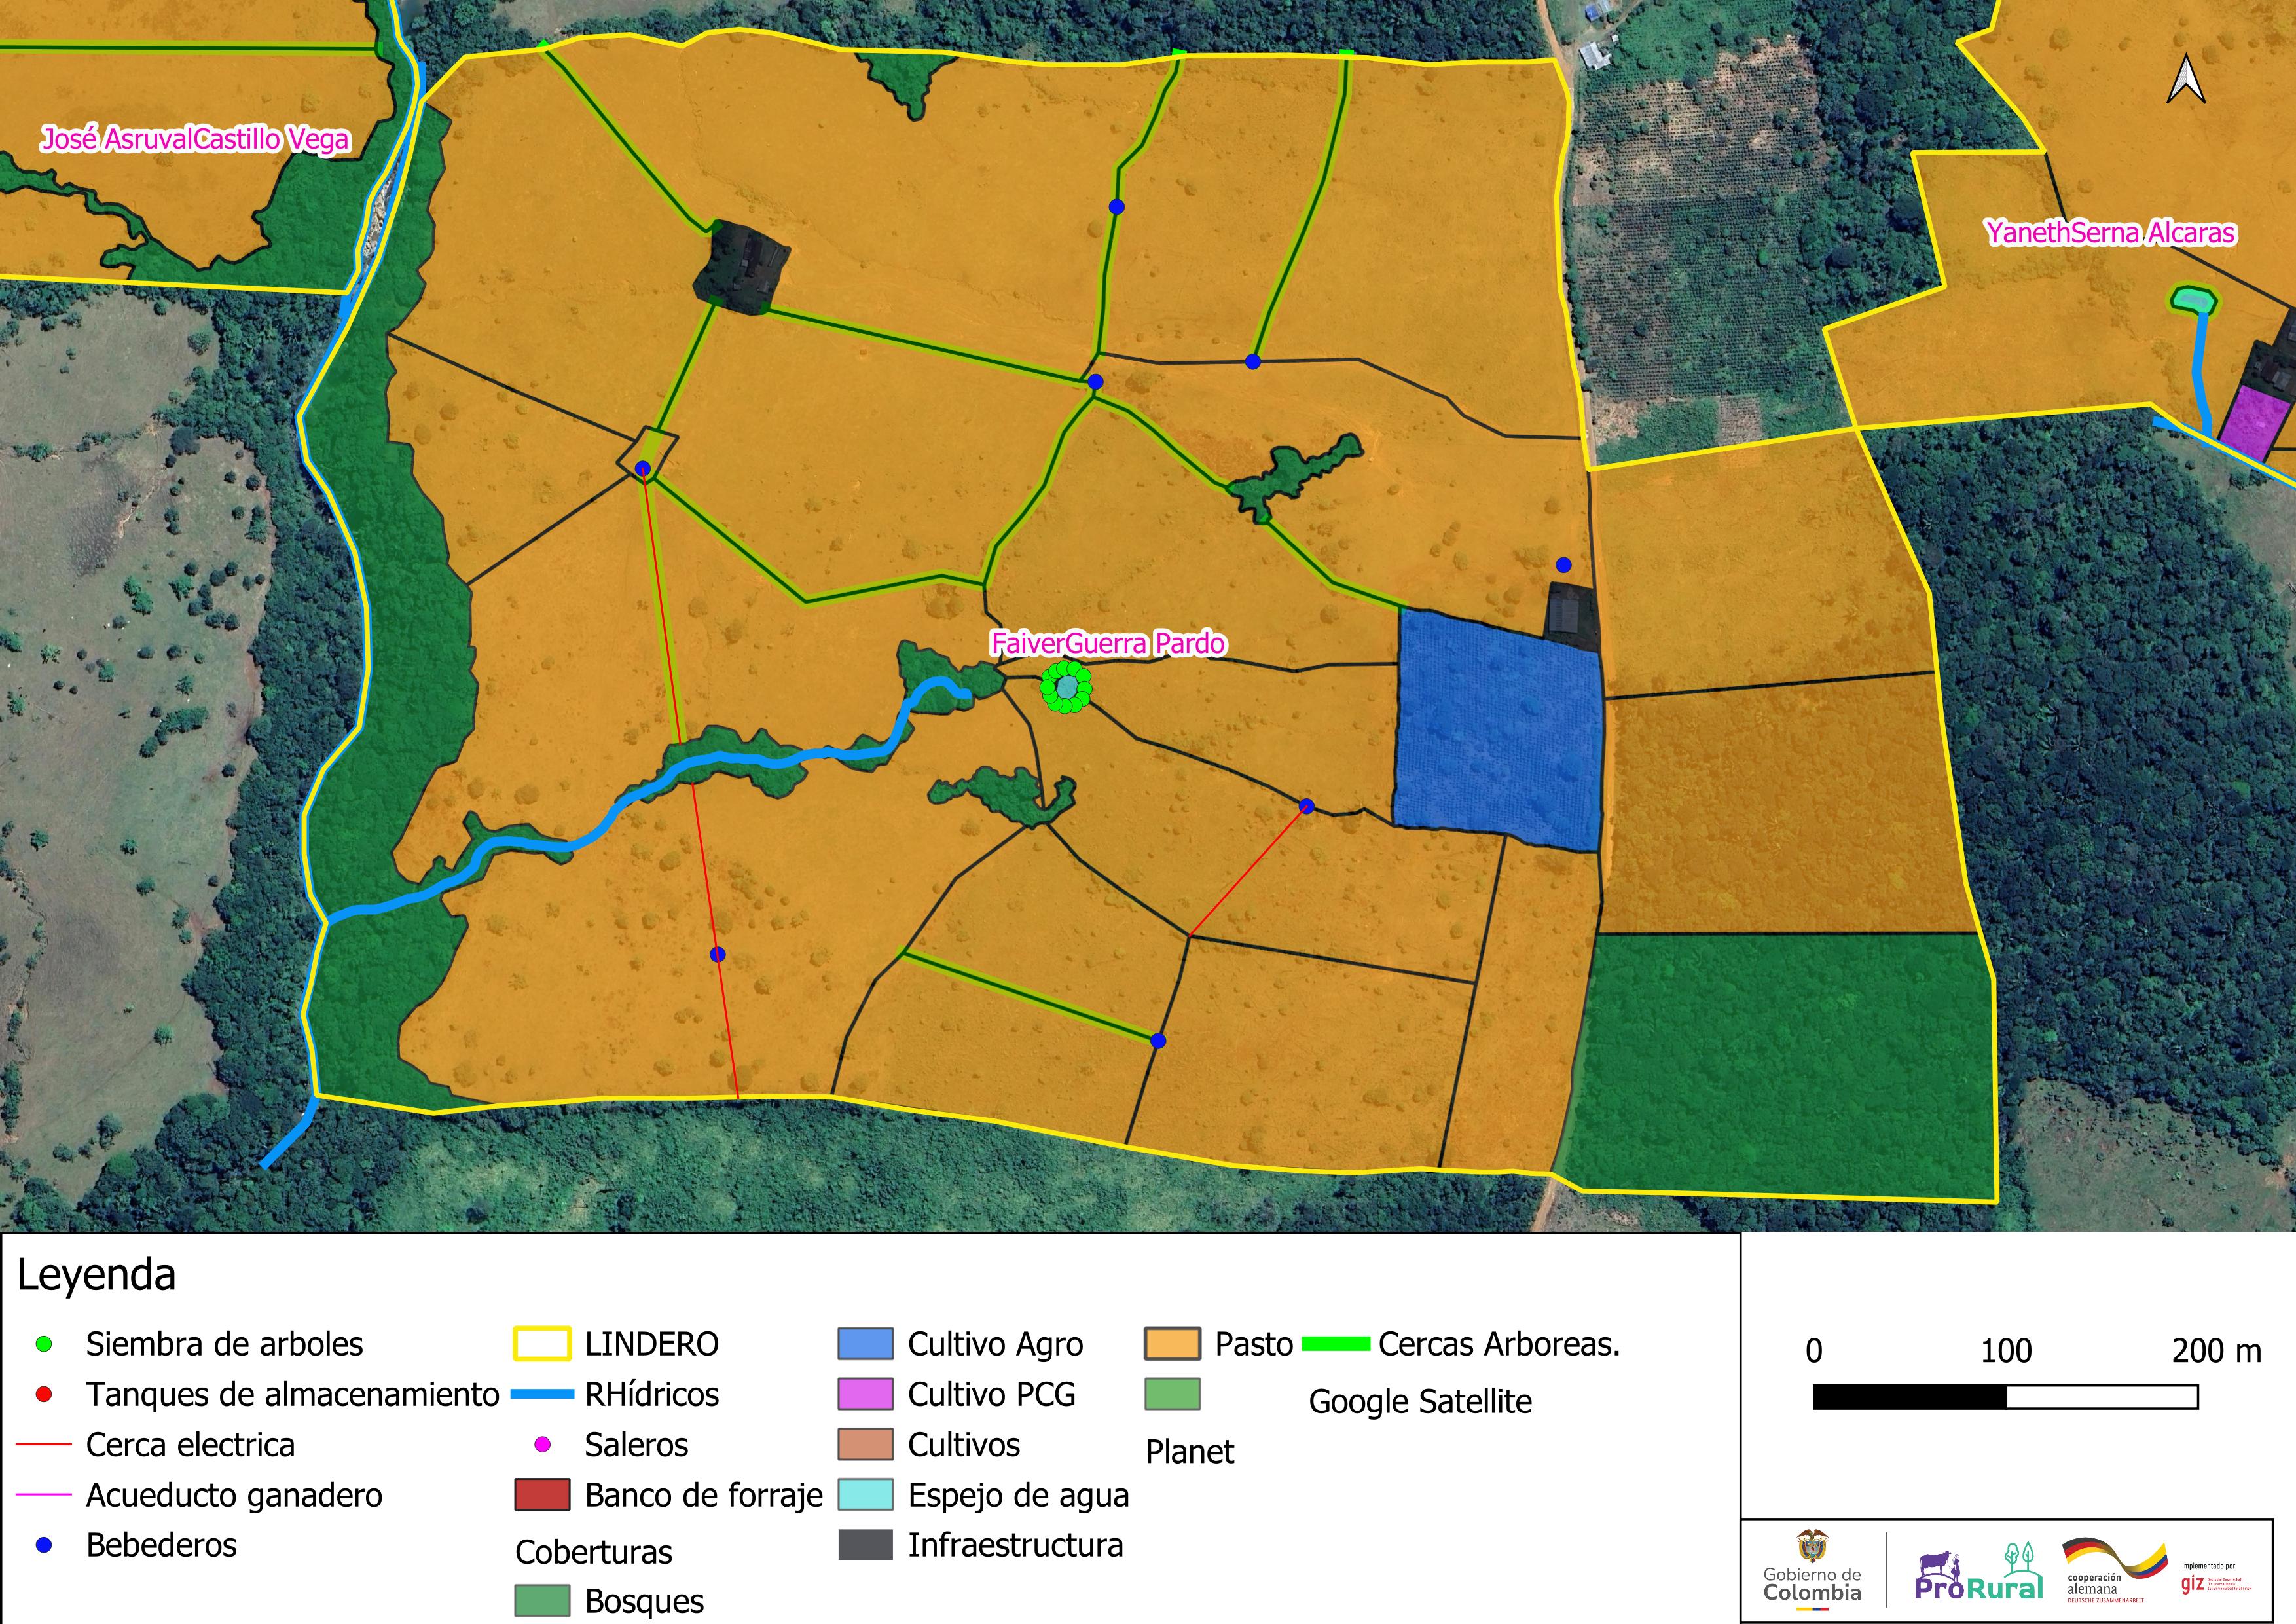 José AsruvalCastillo Vega
YanethSerna Alcaras
FaiverGuerra Pardo
Leyenda
Siembra de arboles
Tanques de almacenamiento
Cerca electrica
Acueducto ganadero
Bebederos
LINDERO
RHídricos
Saleros
Banco de forraje
Coberturas
Bosques
Cultivo Agro
Cultivo PCG
Cultivos
Espejo de agua
Infraestructura
Pasto
Planet
Cercas Arboreas.
Google Satellite
0 100 200 m
Gobierno de
Colombia
ProRural
cooperación
alemana
DEUTSCHE ZUSAMMENARBEIT
Implementado por
giz